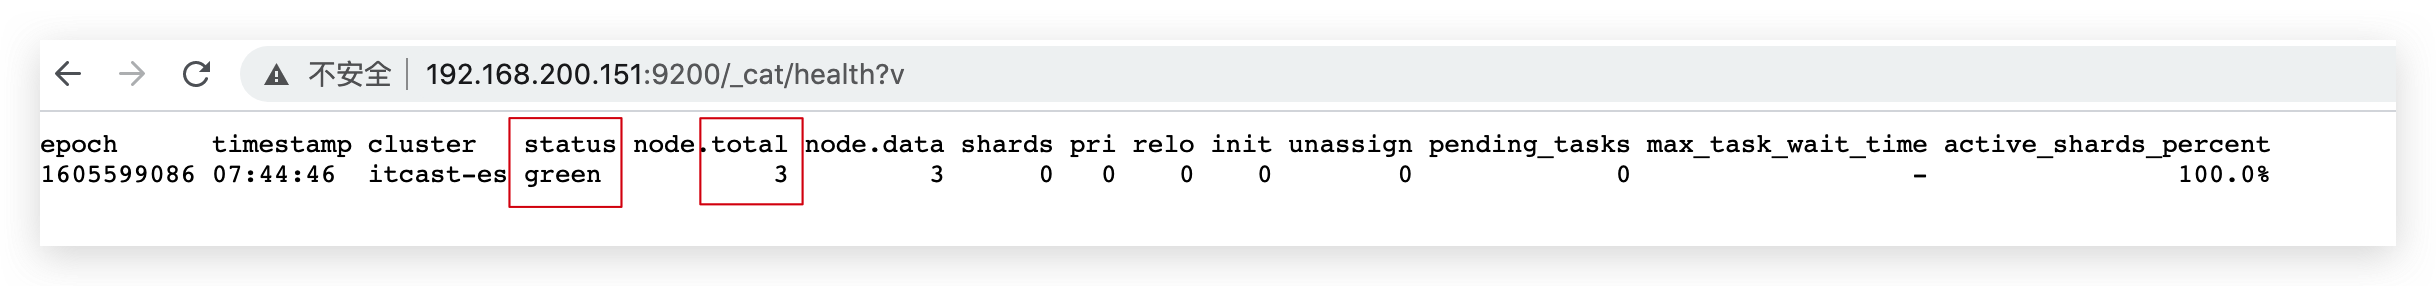 不安全 192.168.200.151:9200/_cat/health?v
epoch timestamp cluster status node.total node.data shards pri relo init unassign pending_tasks max_task_wait_time active_shards_percent
1605599086 07:44:46 itcast-es green 3 3 0 0 0 0 0 0 - 100.0%